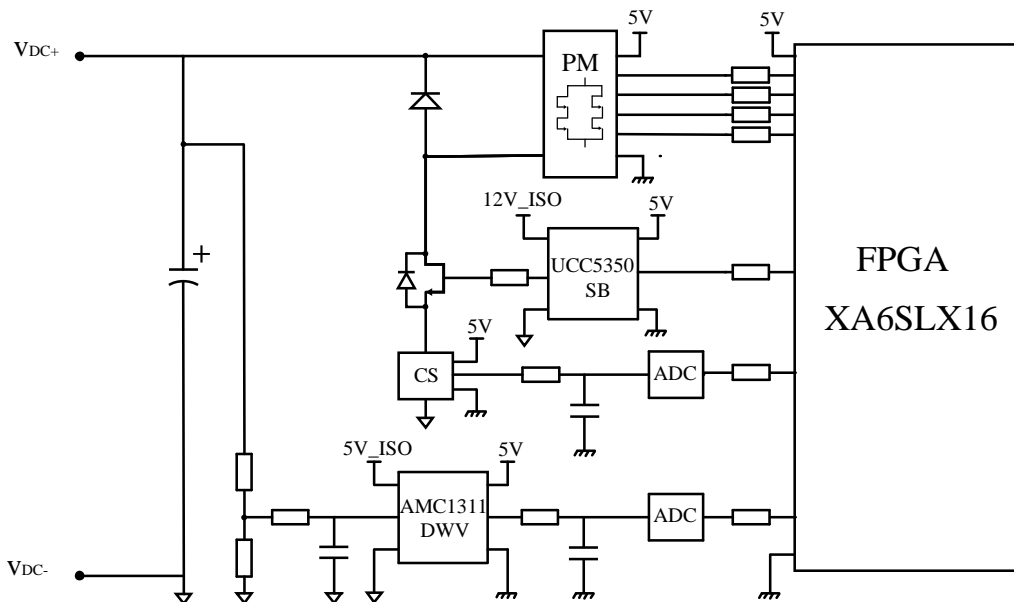 5V
5V
VDC+
PM
12V_ISO
5V
UCC5350
SB
FPGA
XA6SLX16
5V
CS
ADC
5V_ISO
5V
AMC1311
DWV
ADC
VDC-
+